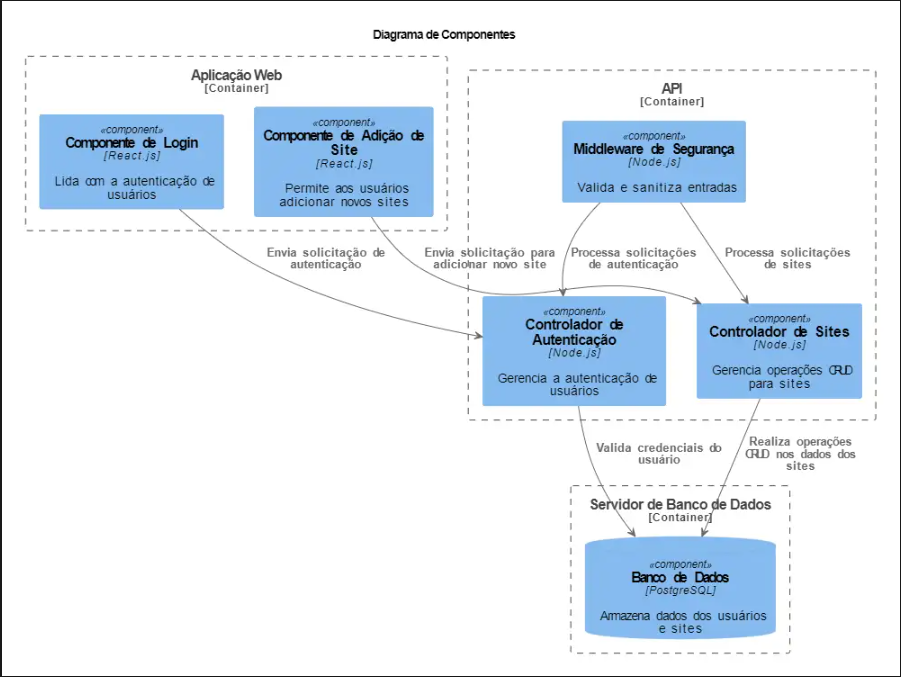 Diagrama de Componentes
Aplicação Web
[Container]
«component»
Componente de Login
[React.js]
Lida com a autenticação de
usuários
«component»
Componente de Adição de
Site
[React.js]
Permite aos usuários
adicionar novos sites
API
[Container]
«component»
Middleware de Segurança
[Node.js]
Valida e sanitiza entradas
Envia solicitação de
autenticação
Envia solicitação para
adicionar novo site
Processa solicitações
de autenticação
Processa solicitações
de sites
«component»
Controlador de
Autenticação
[Node.js]
Gerencia a autenticação de
usuários
«component»
Controlador de Sites
[Node.js]
Gerencia operações CRUD
para sites
Valida credenciais do
usuário
Realiza operações
CRUD nos dados dos
sites
Servidor de Banco de Dados
[Container]
«component»
Banco de Dados
[PostgreSQL]
Armazena dados dos usuários
e sites